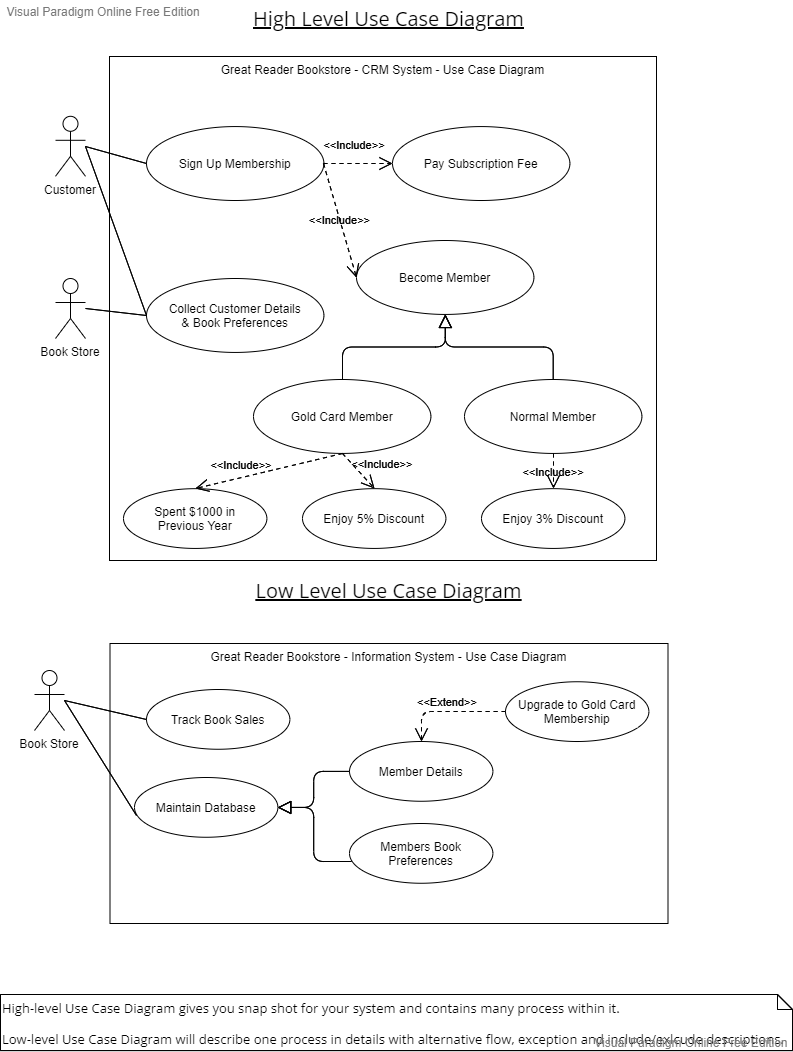 Visual Paradigm Online Free Edition
High Level Use Case Diagram
Great Reader Bookstore - CRM System - Use Case Diagram
Customer
Sign Up Membership
<<Include>>
Pay Subscription Fee
<<Include>>
Become Member
Book Store
Collect Customer Details
& Book Preferences
Gold Card Member
Normal Member
<<Include>>
<<Include>>
<<Include>>
Spent $1000 in
Previous Year
Enjoy 5% Discount
Enjoy 3% Discount
Low Level Use Case Diagram
Great Reader Bookstore - Information System - Use Case Diagram
Book Store
Track Book Sales
<<Extend>>
Upgrade to Gold Card
Membership
Member Details
Maintain Database
Members Book
Preferences
High-level Use Case Diagram gives you snap shot for your system and contains many process within it.
Low-level Use Case Diagram will describe one process in details with alternative flow, exception and include/exlcude descriptions.
Visual Paradigm Online Free Edition